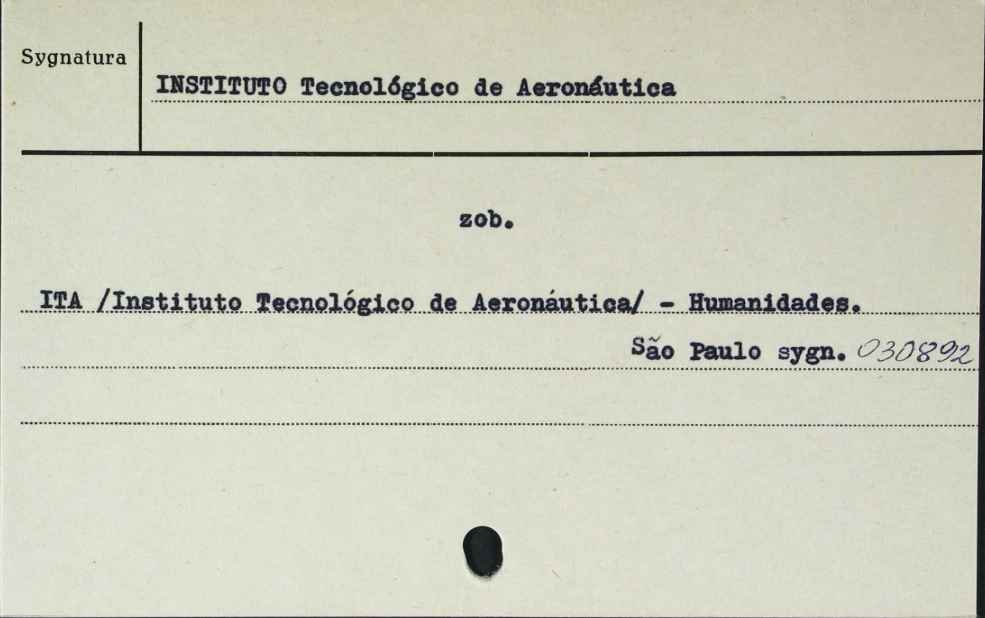 Sygnatura
INSTITUTO Tecnológico de Aeronáutica
zob.
ITA /Instituto Tecnológico de Aeronáutica/ - Humanidades.
São Paulo sygn. 030892